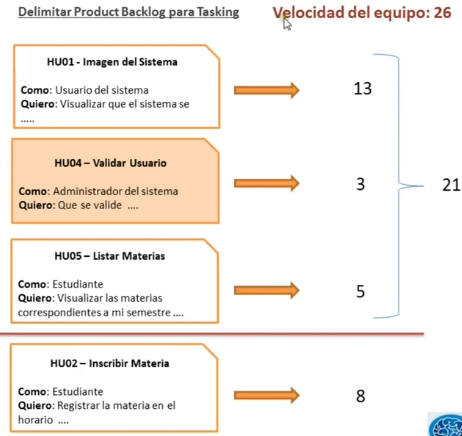 Delimitar Product Backlog para Tasking
Velocidad del equipo: 26
HU01 - Imagen del Sistema
Como: Usuario del sistema
Quiero: Visualizar que el sistema se
.....
13
HU04 – Validar Usuario
Como: Administrador del sistema
Quiero: Que se valide ....
3
21
HU05 – Listar Materias
Como: Estudiante
Quiero: Visualizar las materias
correspondientes a mi semestre ....
5
HU02 – Inscribir Materia
Como: Estudiante
Quiero: Registrar la materia en el
horario ....
8